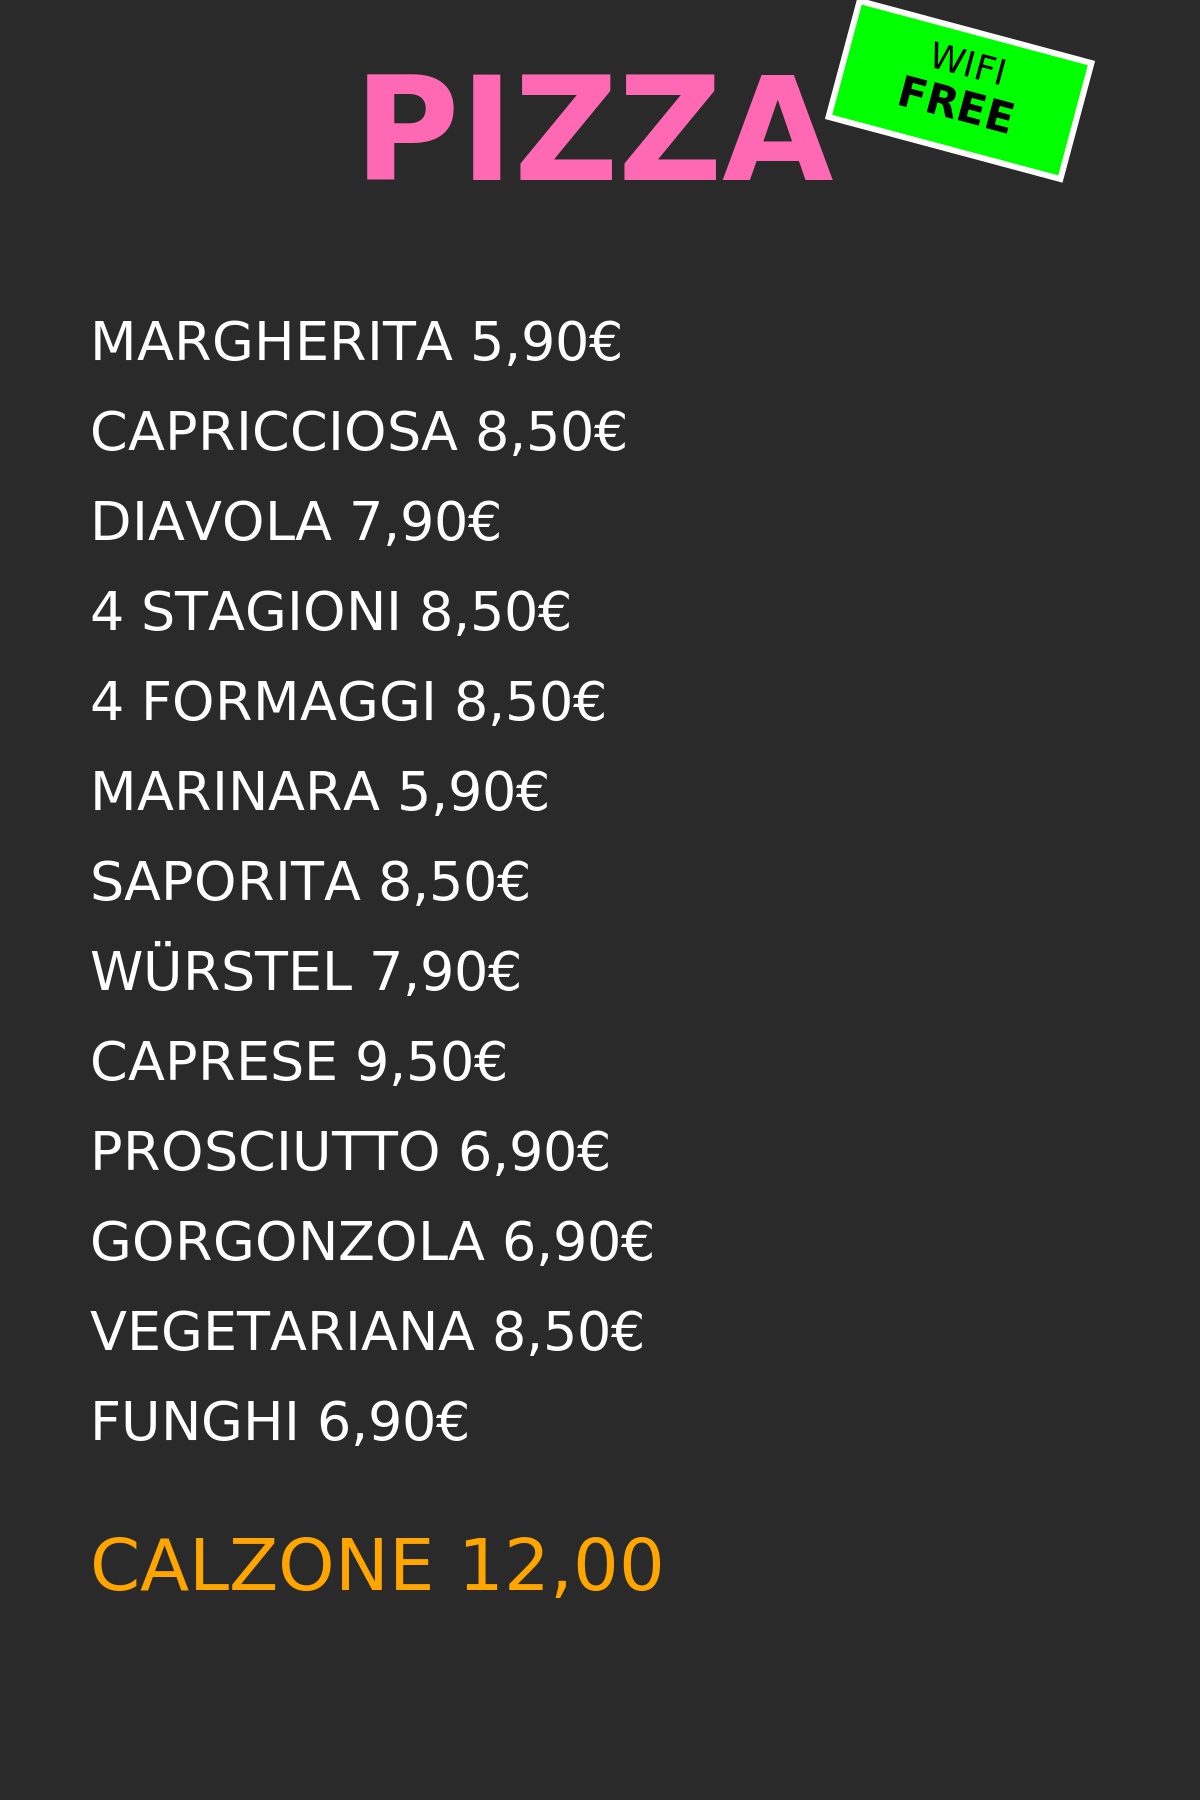 PIZZA
WIFI
FREE
MARGHERITA 5,90€
CAPRICCIOSA 8,50€
DIAVOLA 7,90€
4 STAGIONI 8,50€
4 FORMAGGI 8,50€
MARINARA 5,90€
SAPORITA 8,50€
WÜRSTEL 7,90€
CAPRESE 9,50€
PROSCIUTTO 6,90€
GORGONZOLA 6,90€
VEGETARIANA 8,50€
FUNGHI 6,90€
CALZONE 12,00